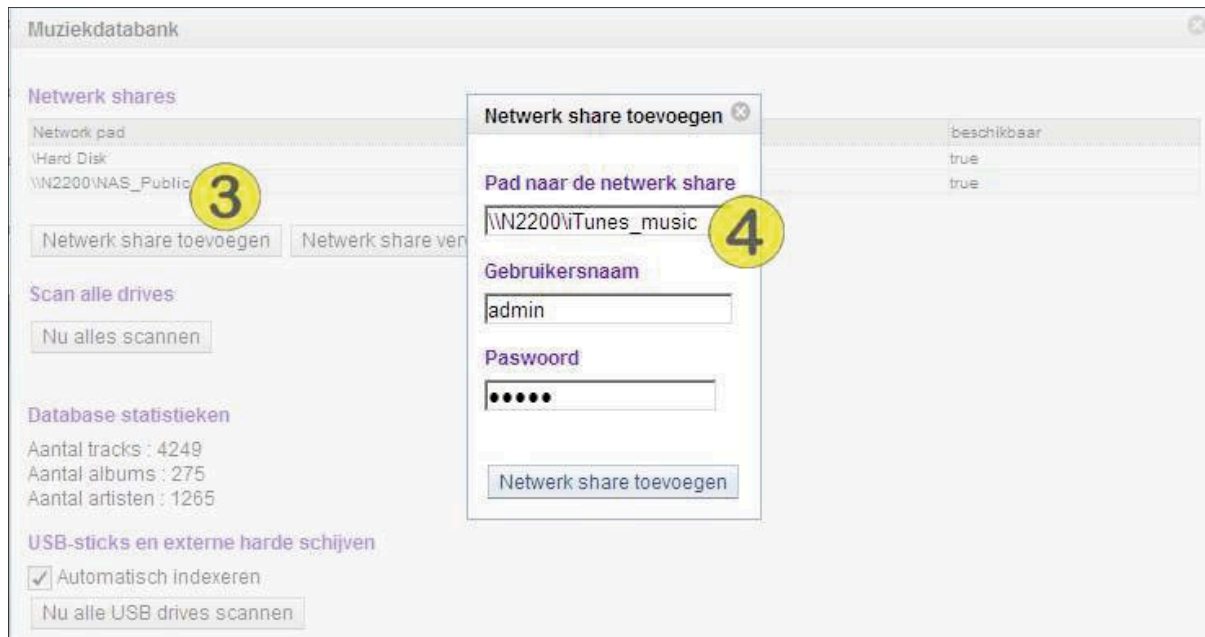 Muziekdatabank
Netwerk shares
Network pad
beschikbaar
\Hard Disk
true
\\N2200\NAS_Public
true
3
Netwerk share toevoegen
Netwerk share
Scan alle drives
Nu alles scannen
Database statistieken
Aantal tracks : 4249
Aantal albums : 275
Aantal artisten : 1265
USB-sticks en externe harde schijven
Automatisch indexeren
Nu alle USB drives scannen
Netwerk share toevoegen
Pad naar de netwerk share
\\N2200\iTunes_music
4
Gebruikersnaam
admin
Paswoord
•••••
Netwerk share toevoegen